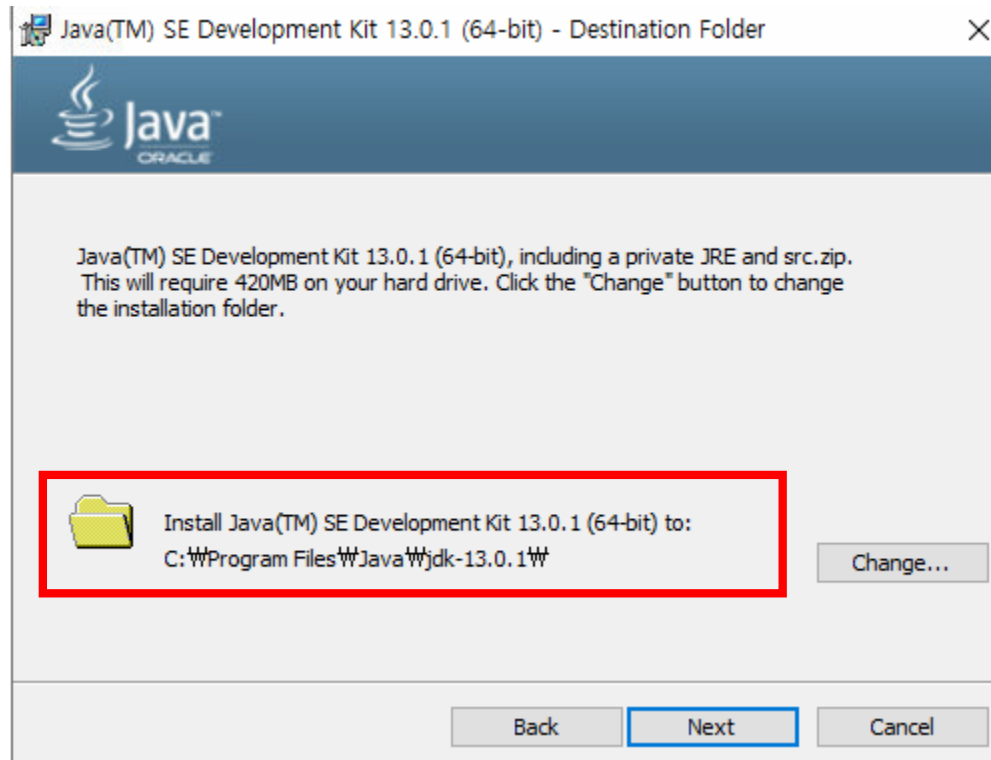 Java(TM) SE Development Kit 13.0.1 (64-bit) - Destination Folder
Java™
ORACLE
Java(TM) SE Development Kit 13.0.1 (64-bit), including a private JRE and src.zip.
This will require 420MB on your hard drive. Click the "Change" button to change
the installation folder.
Install Java(TM) SE Development Kit 13.0.1 (64-bit) to:
C:₩Program Files₩Java₩jdk-13.0.1₩
Change...
Back
Next
Cancel